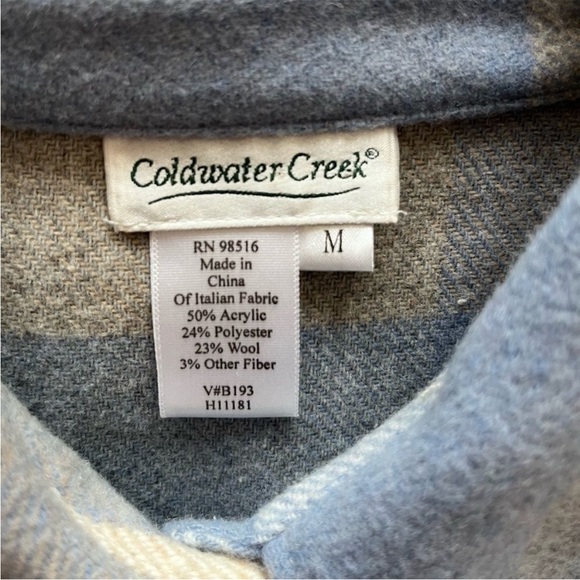 Coldwater Creek®
M
RN 98516
Made in
China
Of Italian Fabric
50% Acrylic
24% Polyester
23% Wool
3% Other Fiber
V#B193
H11181